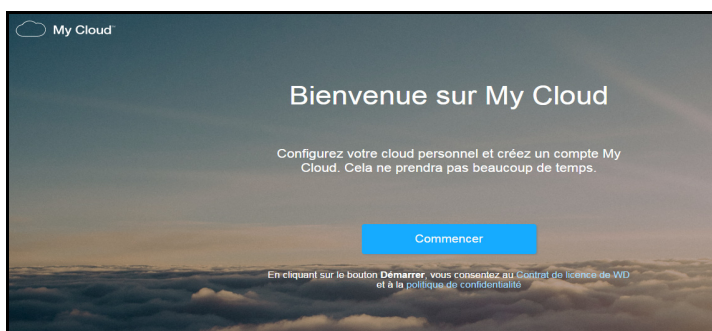 My Cloud™
Bienvenue sur My Cloud
Configurez votre cloud personnel et créez un compte My
Cloud. Cela ne prendra pas beaucoup de temps.
Commencer
En cliquant sur le bouton Démarrer, vous consentez au Contrat de licence de WD
et à la politique de confidentialité